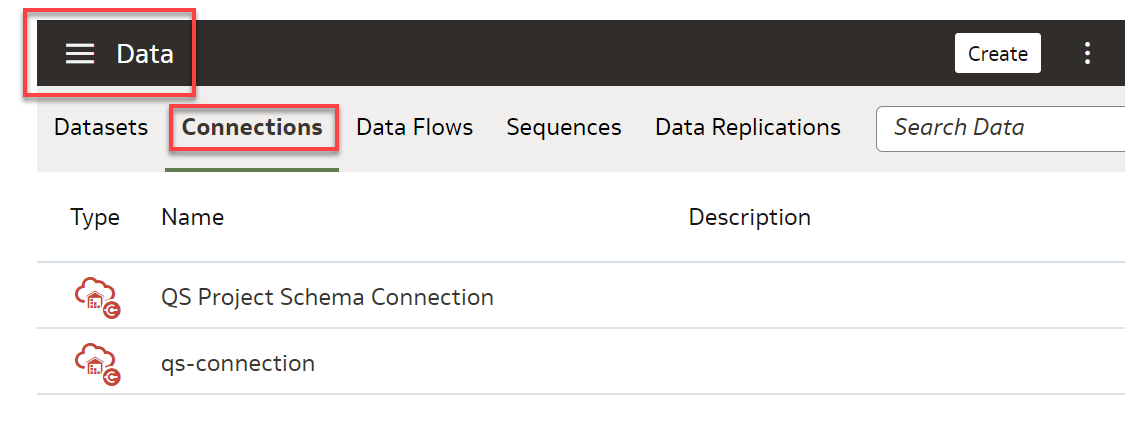 Data Create
Datasets Connections Data Flows Sequences Data Replications Search Data
Type Name Description
QS Project Schema Connection
qs-connection